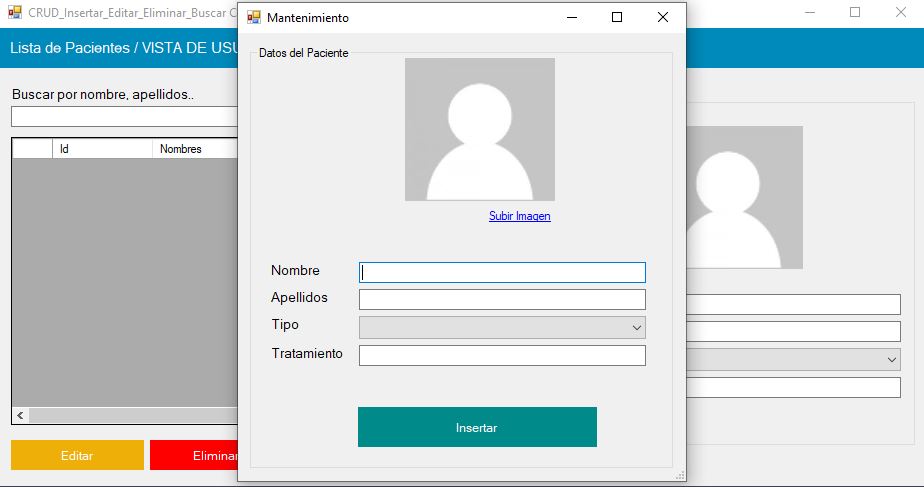 CRUD_Insertar_Editar_Eliminar_Buscar C
Mantenimiento
Lista de Pacientes / VISTA DE USU
Datos del Paciente
Buscar por nombre, apellidos..
Id
Nombres
Subir Imagen
Nombre
Apellidos
Tipo
Tratamiento
Insertar
Editar
Eliminar